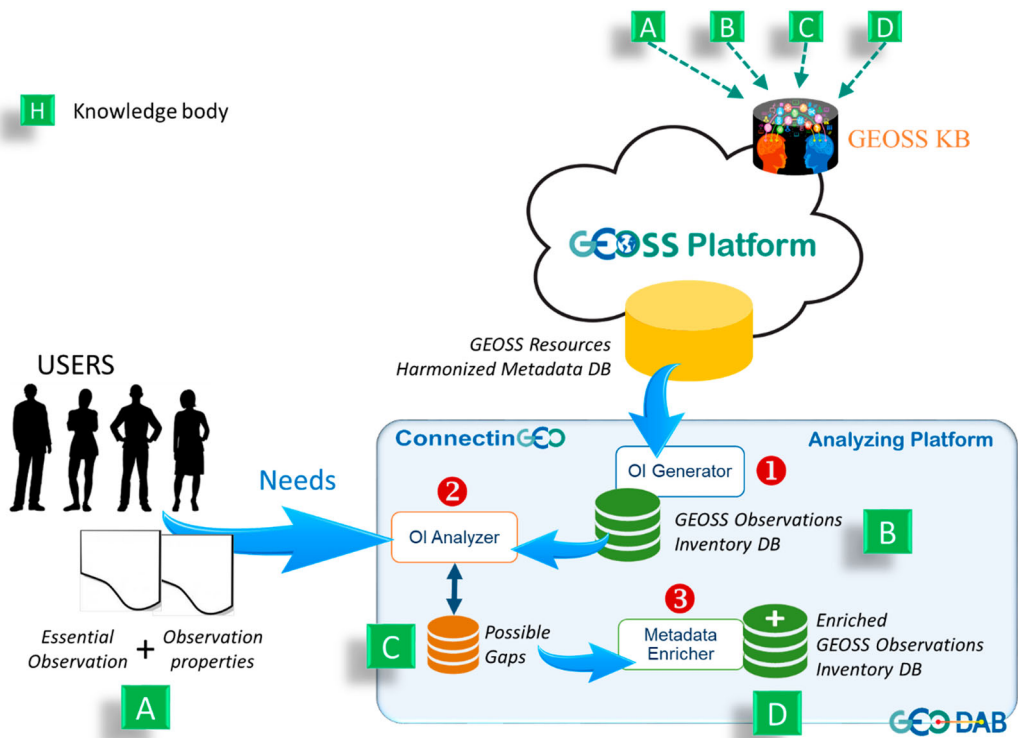 A B C D
H Knowledge body
GEOSS KB
GEOSS Platform
GEOSS Resources
Harmonized Metadata DB
USERS
ConnectinGEO
Analyzing Platform
OI Generator
1
Needs
2
OI Analyzer
GEOSS Observations
Inventory DB
B
3
Essential
Observation
+
Observation
properties
A
C
Possible
Gaps
Metadata
Enricher
+
Enriched
GEOSS Observations
Inventory DB
D
GEO DAB